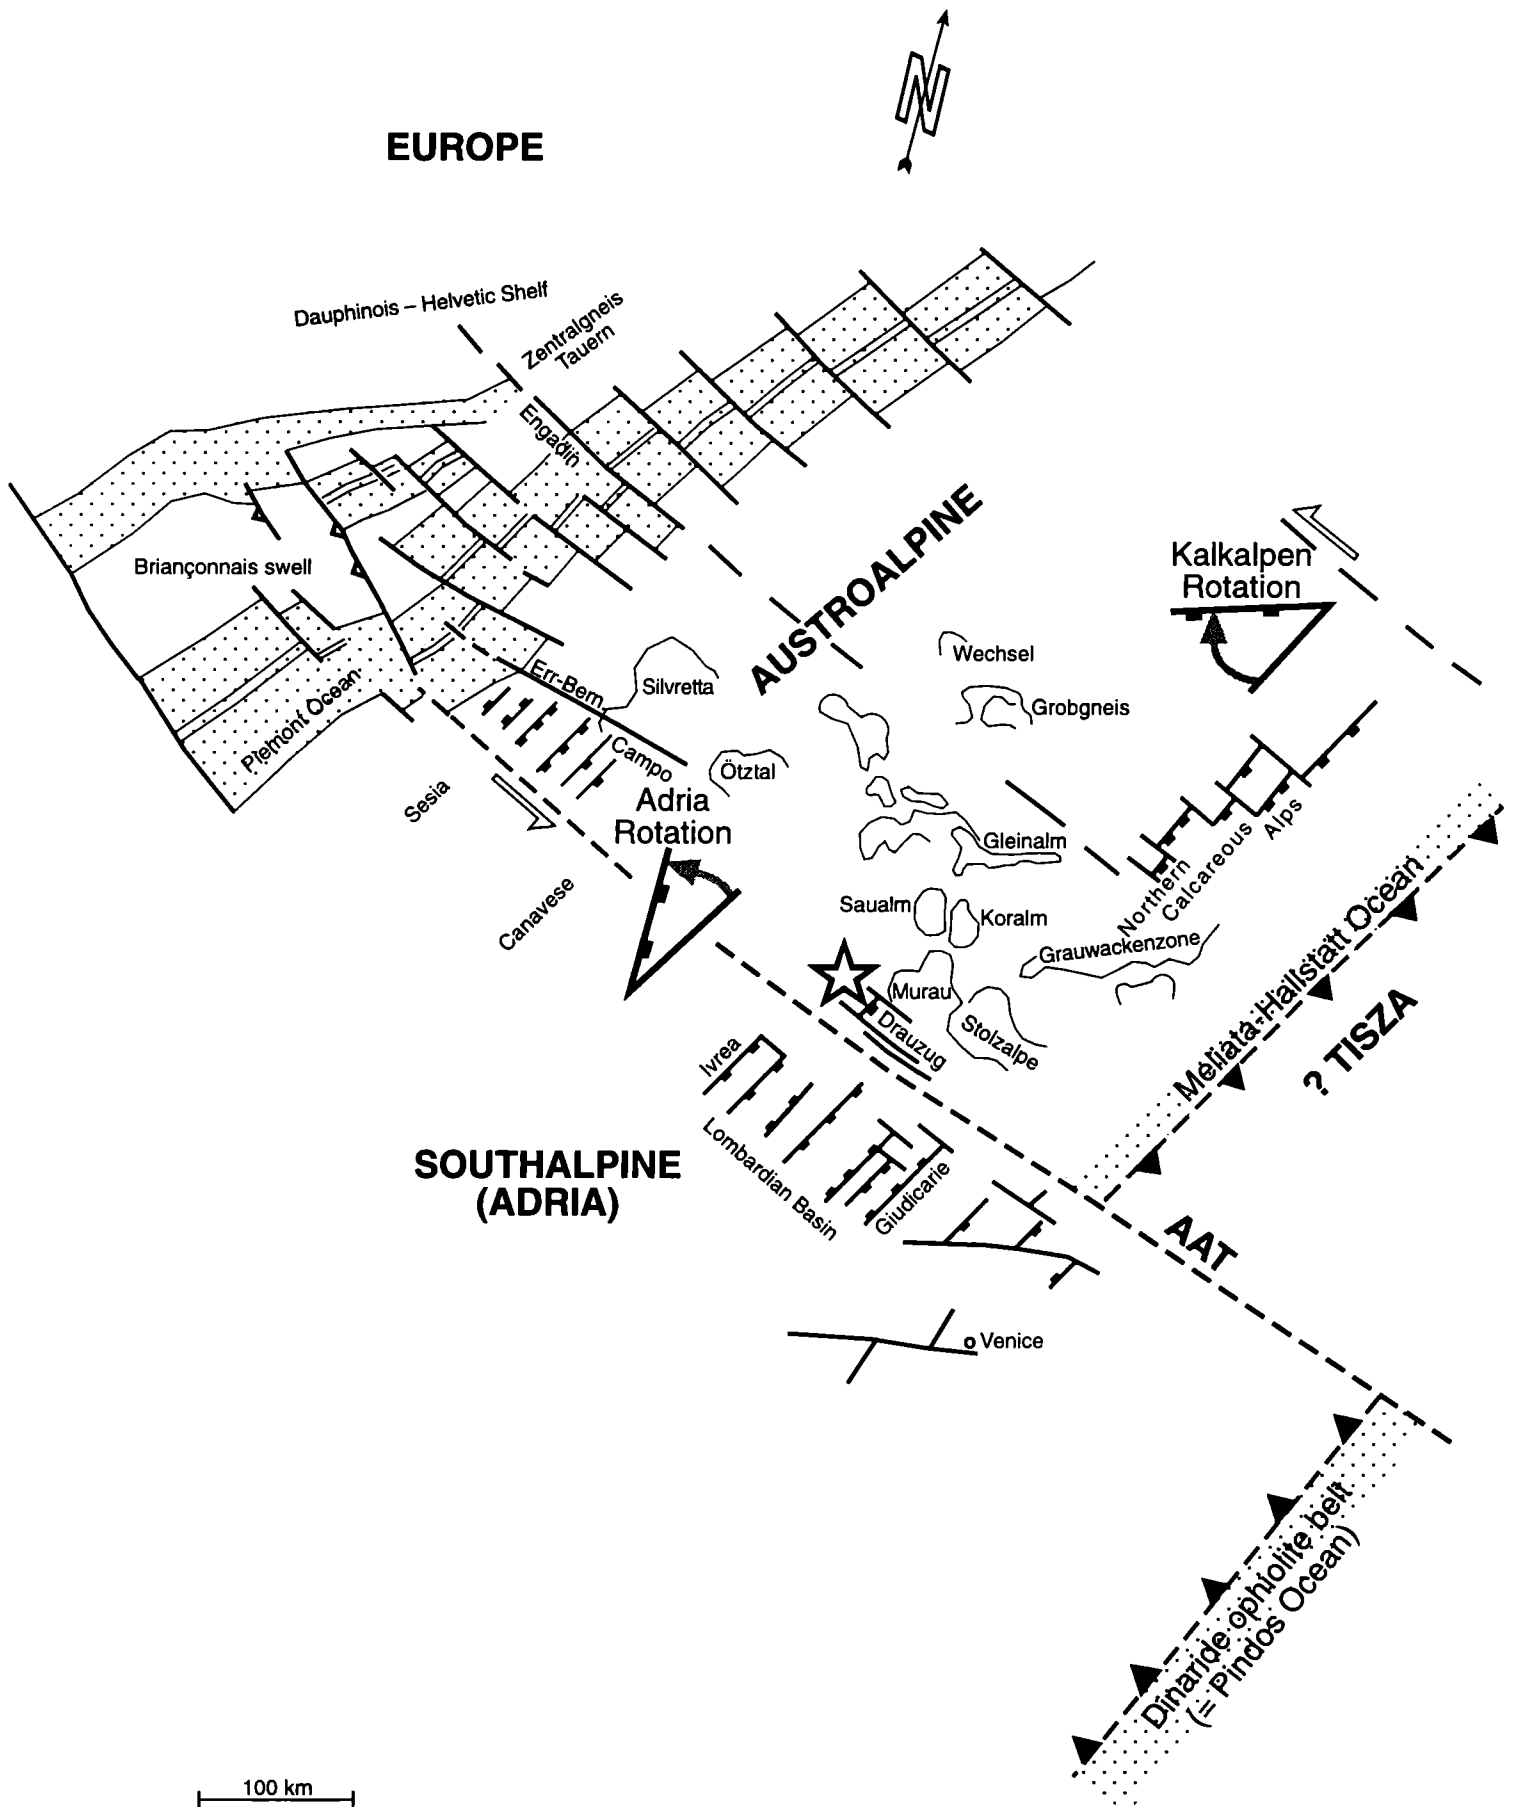 N
EUROPE
Dauphinois – Helvetic Shelf
Zentralgneis
Tauern
Engadin
Briançonnais swell
AUSTROALPINE
Kalkalpen
Rotation
Wechsel
Err-Bern
Silvretta
Grobgneis
Piemont Ocean
Campo
Ötztal
Sesia
Adria
Rotation
Gleinalm
Northern
Calcareous
Alps
Canavese
Saualm
Koralm
Grauwackenzone
Meliata-Hallstatt Ocean
Murau
Drauzug
Stolzalpe
? TISZA
Ivrea
Lombardian Basin
Giudicarie
SOUTHALPINE
(ADRIA)
AAT
Venice
Dinaride ophiolite belt
(= Pindos Ocean)
100 km